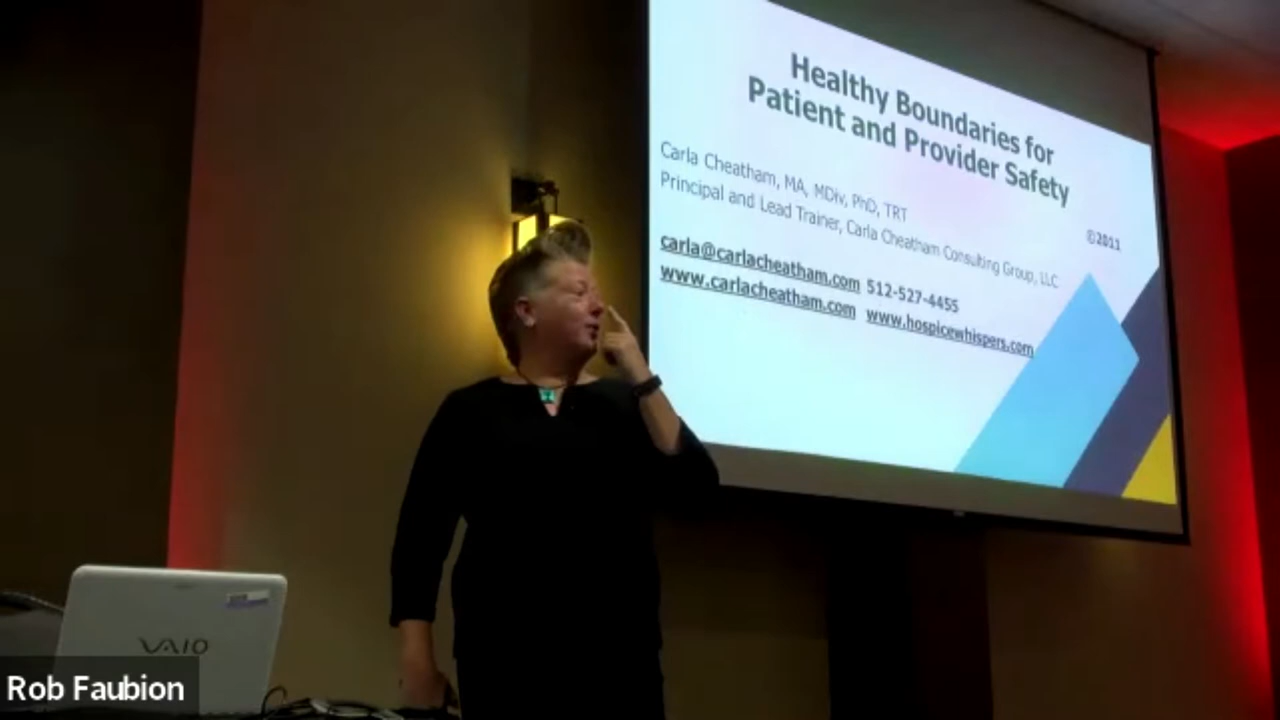 Healthy Boundaries for
Patient and Provider Safety
©2011
Carla Cheatham, MA, MDiv, PhD, TRT
Principal and Lead Trainer, Carla Cheatham Consulting Group, LLC
carla@carlacheatham.com 512-527-4455
www.carlacheatham.com www.hospicewhispers.com
VAIO
Rob Faubion